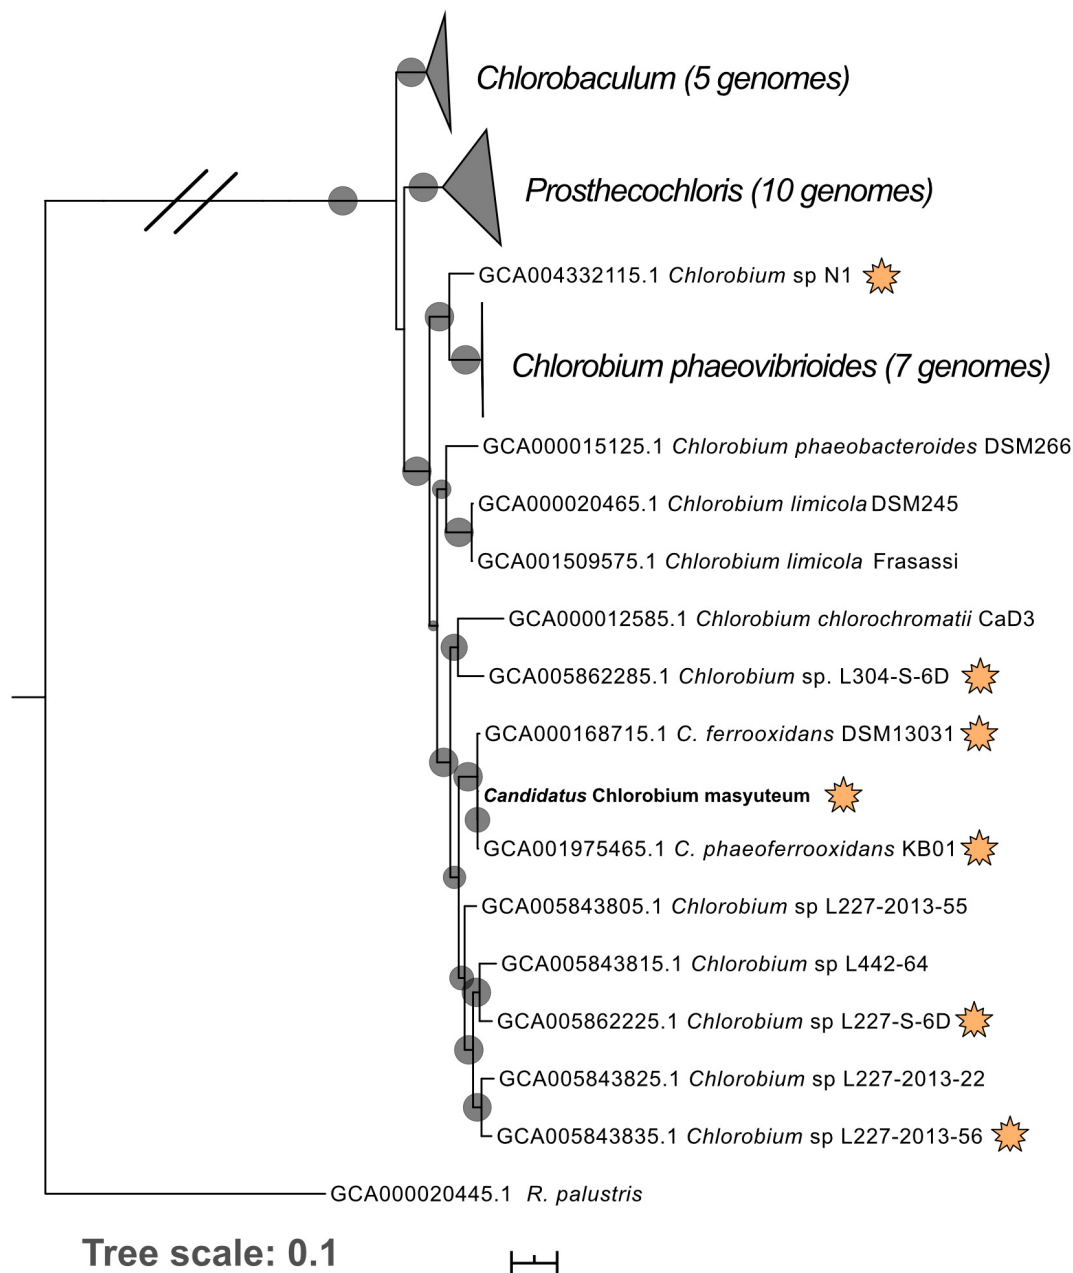 Chlorobaculum (5 genomes)
Prosthecochloris (10 genomes)
GCA004332115.1 Chlorobium sp N1
Chlorobium phaeovibrioides (7 genomes)
GCA000015125.1 Chlorobium phaeobacteroides DSM266
GCA000020465.1 Chlorobium limicola DSM245
GCA001509575.1 Chlorobium limicola Frasassi
GCA000012585.1 Chlorobium chlorochromatii CaD3
GCA005862285.1 Chlorobium sp. L304-S-6D
GCA000168715.1 C. ferrooxidans DSM13031
Candidatus Chlorobium masyuteum
GCA001975465.1 C. phaeoferrooxidans KB01
GCA005843805.1 Chlorobium sp L227-2013-55
GCA005843815.1 Chlorobium sp L442-64
GCA005862225.1 Chlorobium sp L227-S-6D
GCA005843825.1 Chlorobium sp L227-2013-22
GCA005843835.1 Chlorobium sp L227-2013-56
GCA000020445.1 R. palustris
Tree scale: 0.1